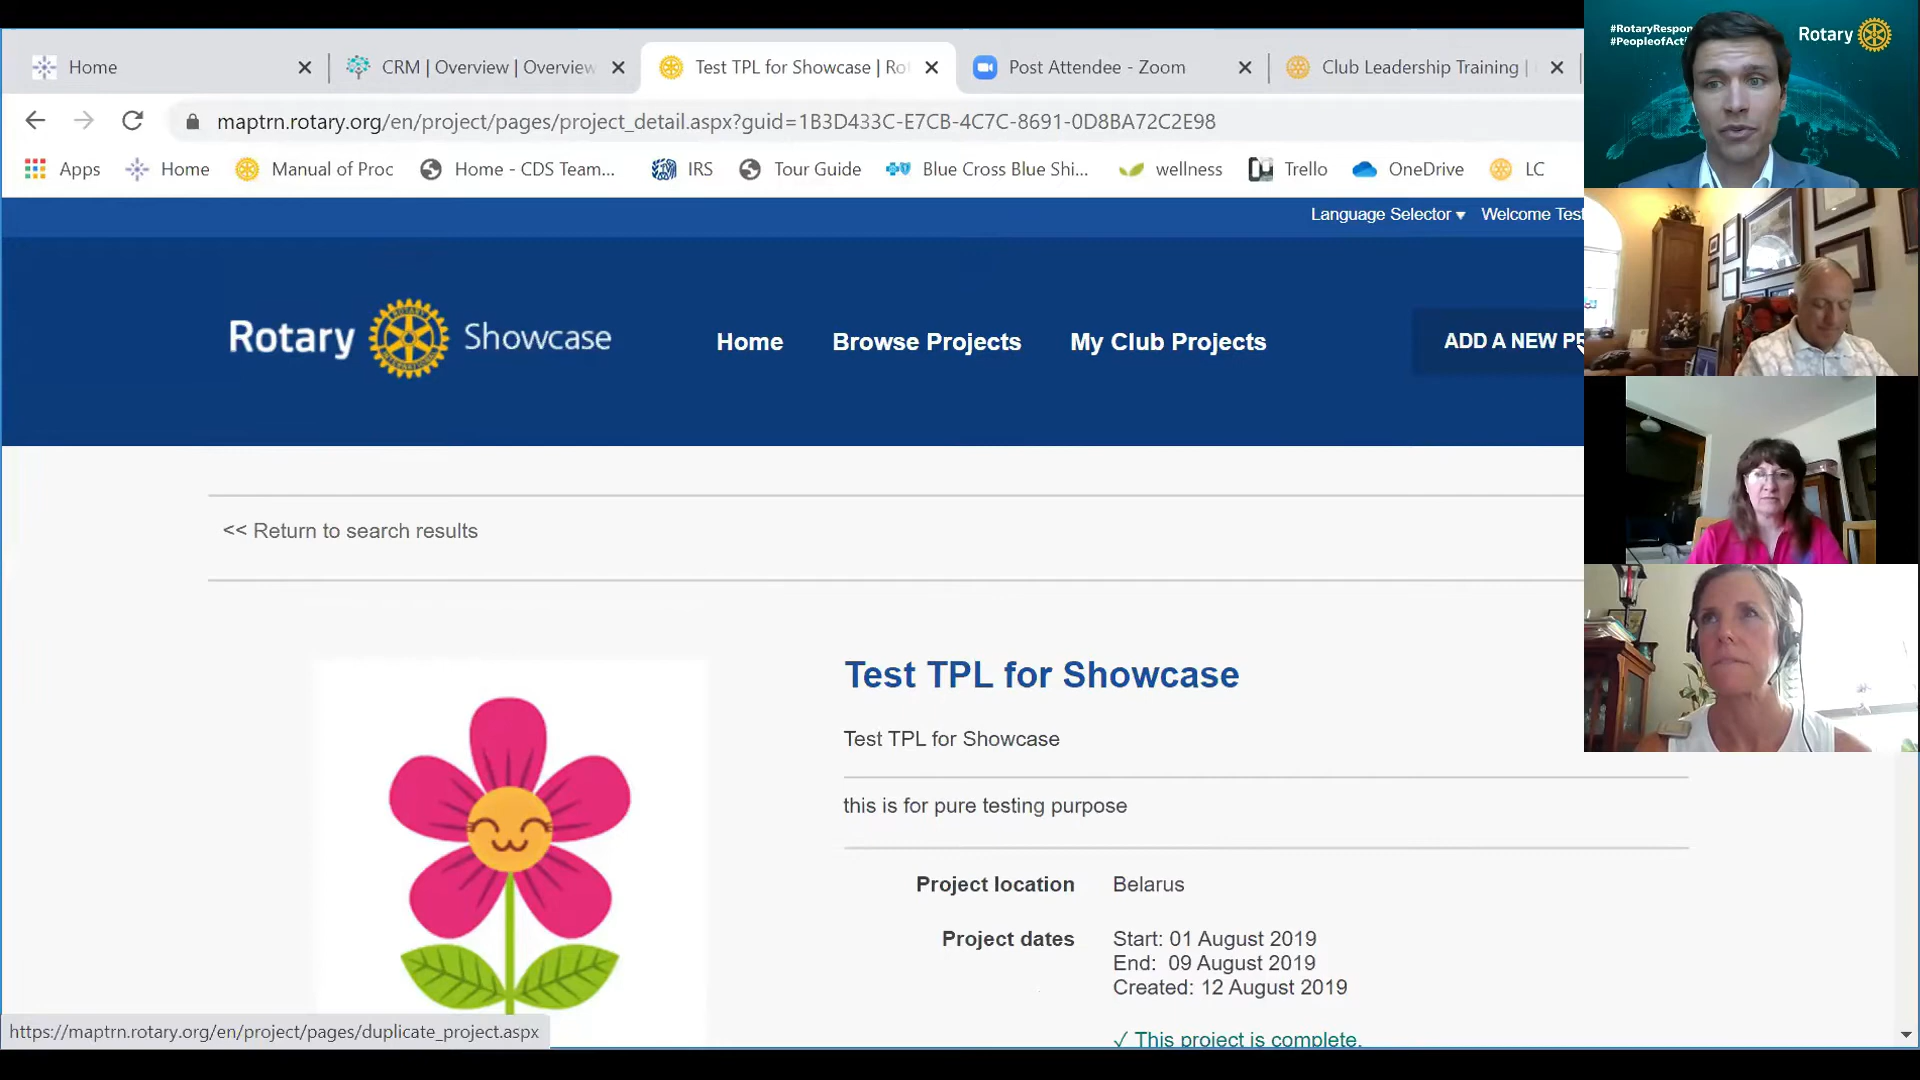 Home
CRM | Overview | Overview
Test TPL for Showcase | Rot
Post Attendee - Zoom
Club Leadership Training |
maptrn.rotary.org/en/project/pages/project_detail.aspx?guid=1B3D433C-E7CB-4C7C-8691-0D8BA72C2E98
Apps Home Manual of Proc Home - CDS Team... IRS Tour Guide Blue Cross Blue Shi... wellness Trello OneDrive LC
#RotaryRespon
#PeopleofActi
Rotary
Language Selector ▾ Welcome Test
Rotary Showcase
Home Browse Projects My Club Projects ADD A NEW PR
<< Return to search results
Test TPL for Showcase
Test TPL for Showcase
this is for pure testing purpose
Project location Belarus
Project dates Start: 01 August 2019
End: 09 August 2019
Created: 12 August 2019
✓ This project is complete.
https://maptrn.rotary.org/en/project/pages/duplicate_project.aspx